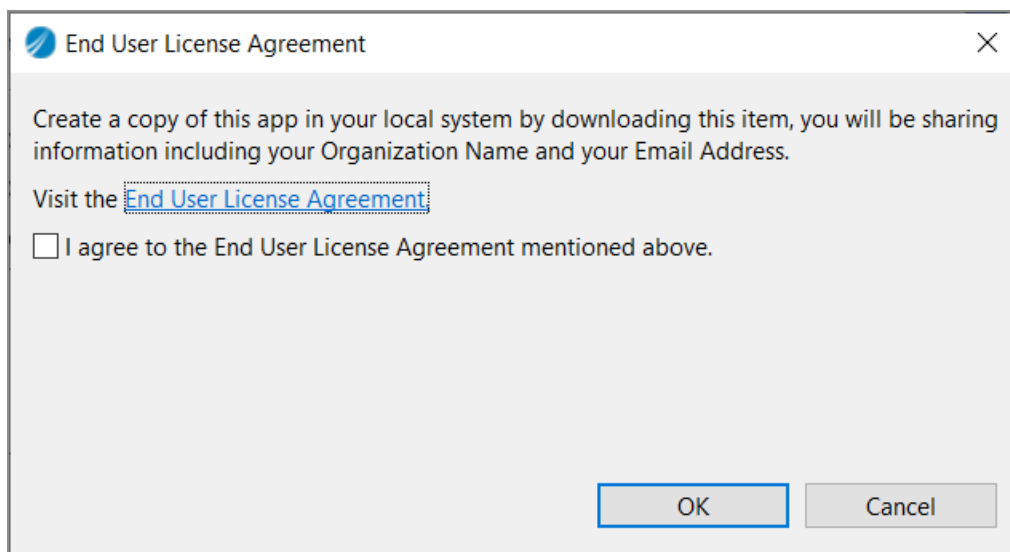 End User License Agreement
Create a copy of this app in your local system by downloading this item, you will be sharing
information including your Organization Name and your Email Address.
Visit the End User License Agreement.
I agree to the End User License Agreement mentioned above.
OK Cancel